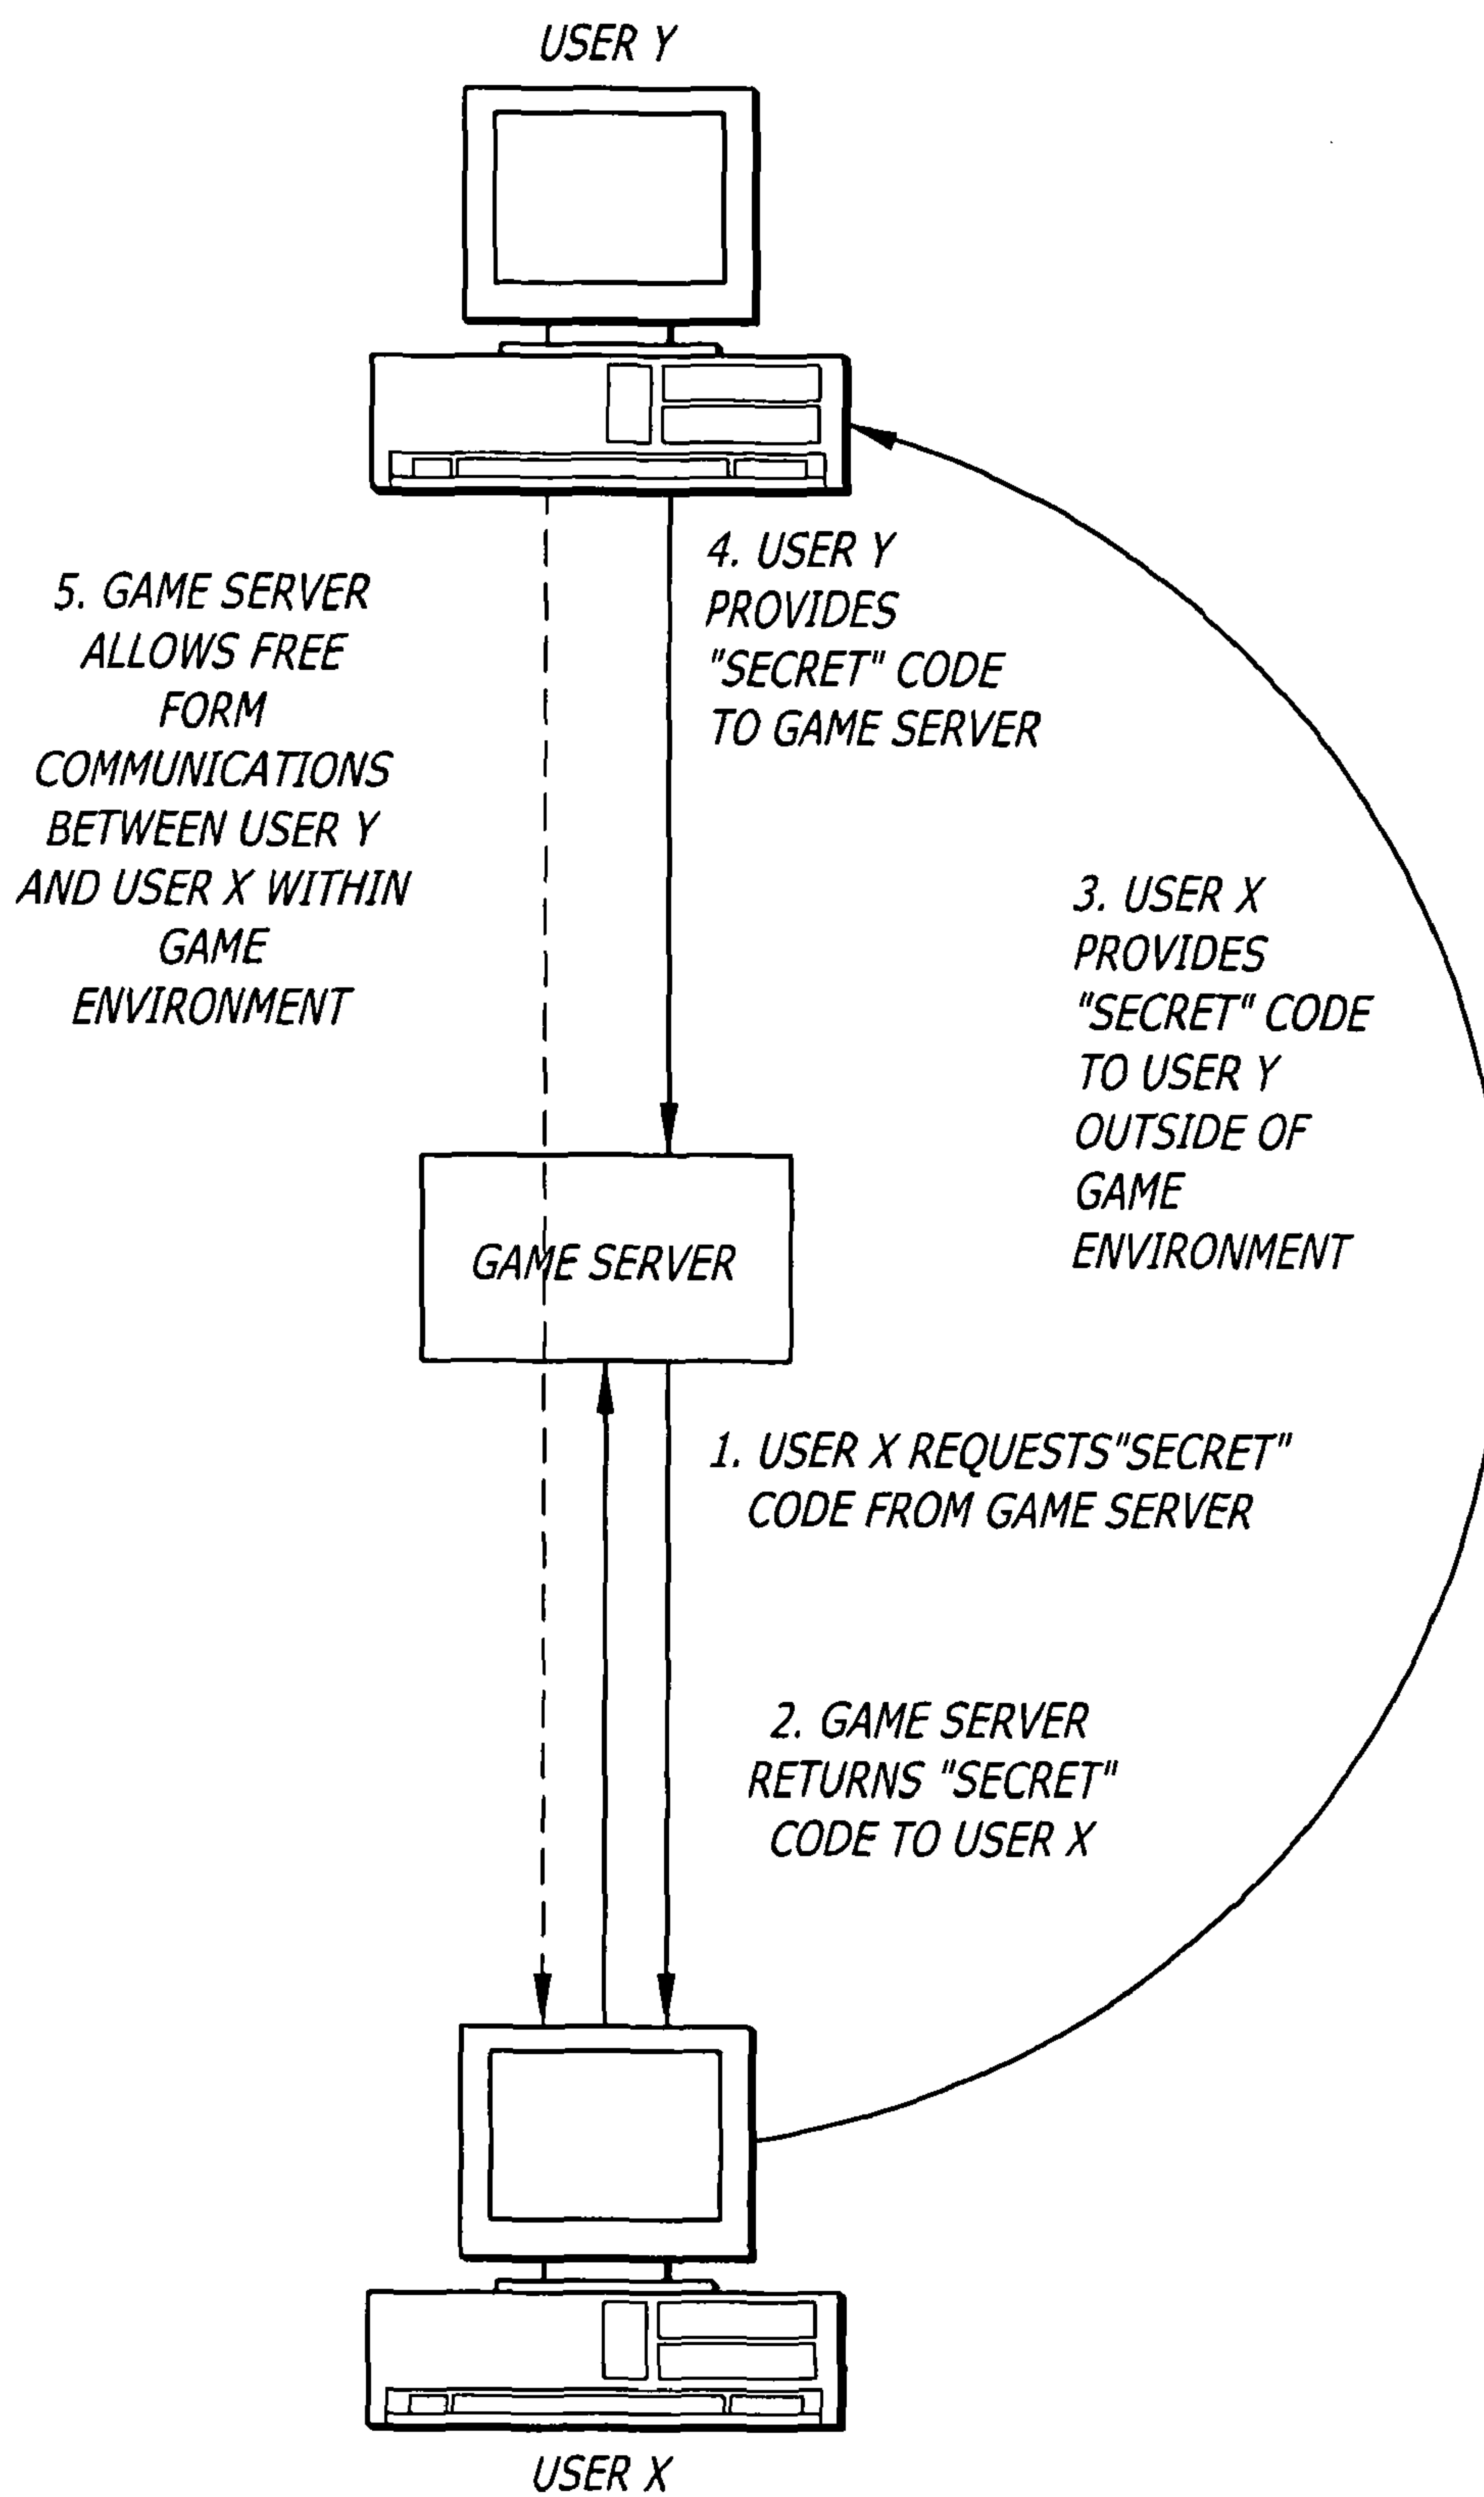 USER Y
4. USER Y
PROVIDES
"SECRET" CODE
TO GAME SERVER
5. GAME SERVER
ALLOWS FREE
FORM
COMMUNICATIONS
BETWEEN USER Y
AND USER X WITHIN
GAME
ENVIRONMENT
3. USER X
PROVIDES
"SECRET" CODE
TO USER Y
OUTSIDE OF
GAME
ENVIRONMENT
GAME SERVER
1. USER X REQUESTS"SECRET"
CODE FROM GAME SERVER
2. GAME SERVER
RETURNS "SECRET"
CODE TO USER X
USER X